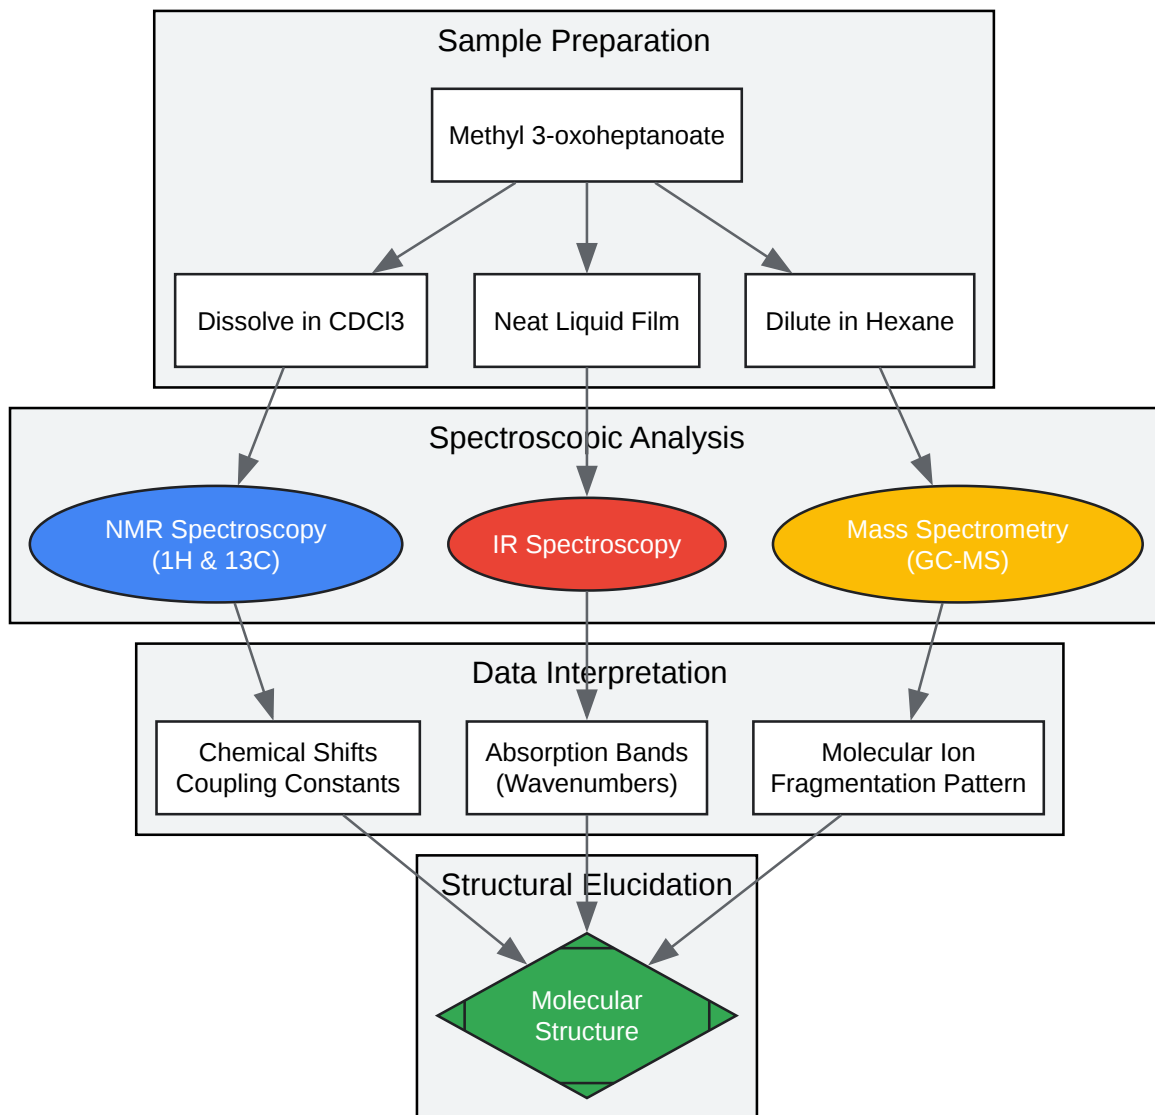 Sample Preparation
Methyl 3-oxoheptanoate
Dissolve in CDCl3
Neat Liquid Film
Dilute in Hexane
Spectroscopic Analysis
NMR Spectroscopy
(1H & 13C)
IR Spectroscopy
Mass Spectrometry
(GC-MS)
Data Interpretation
Chemical Shifts
Coupling Constants
Absorption Bands
(Wavenumbers)
Molecular Ion
Fragmentation Pattern
Structural Elucidation
Molecular
Structure